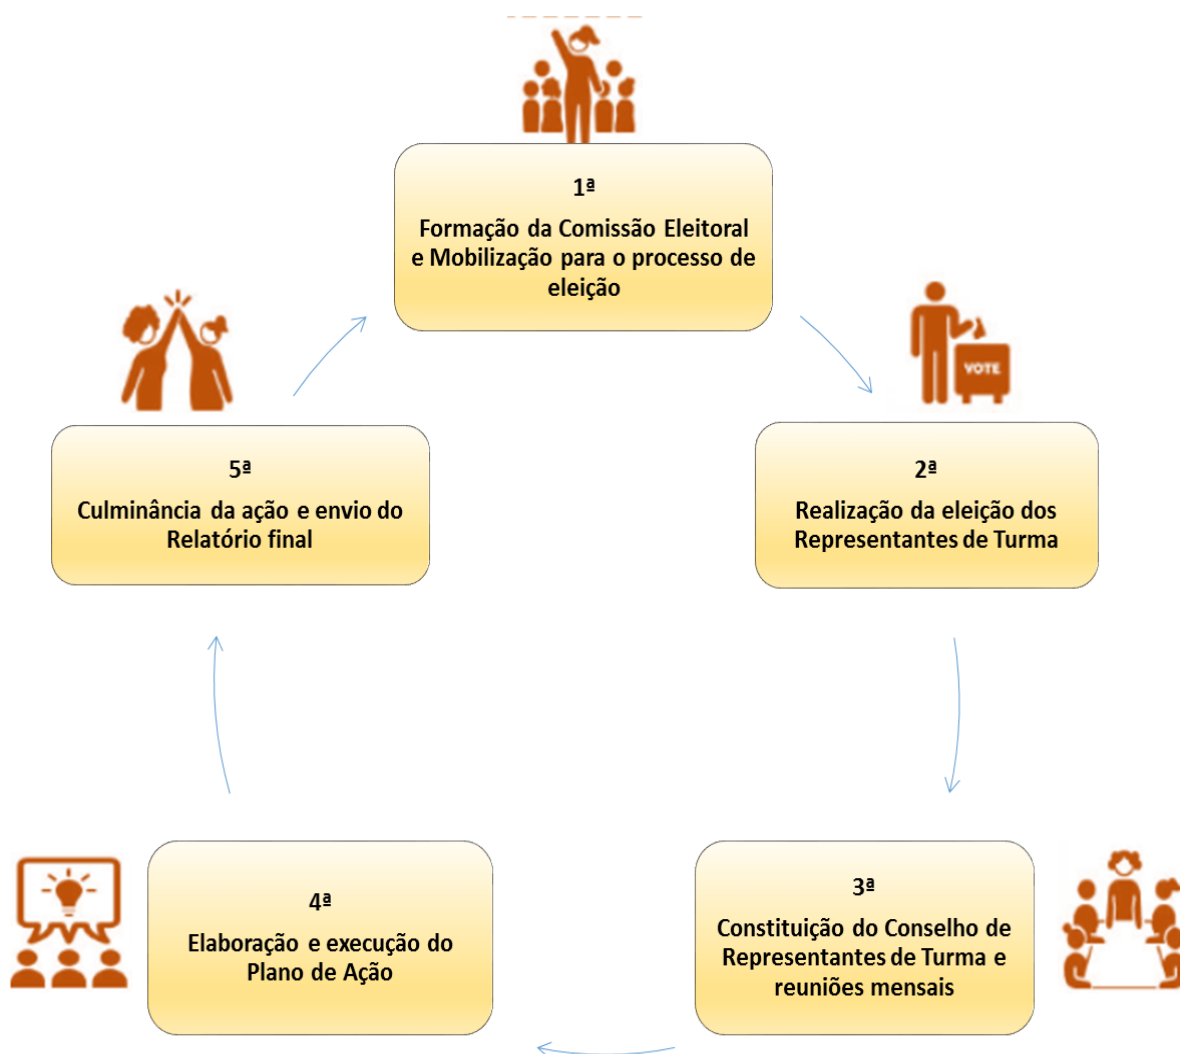 1ª
Formação da Comissão Eleitoral
e Mobilização para o processo de
eleição
VOTE
2ª
Realização da eleição dos
Representantes de Turma
3ª
Constituição do Conselho de
Representantes de Turma e
reuniões mensais
4ª
Elaboração e execução do
Plano de Ação
5ª
Culminância da ação e envio do
Relatório final